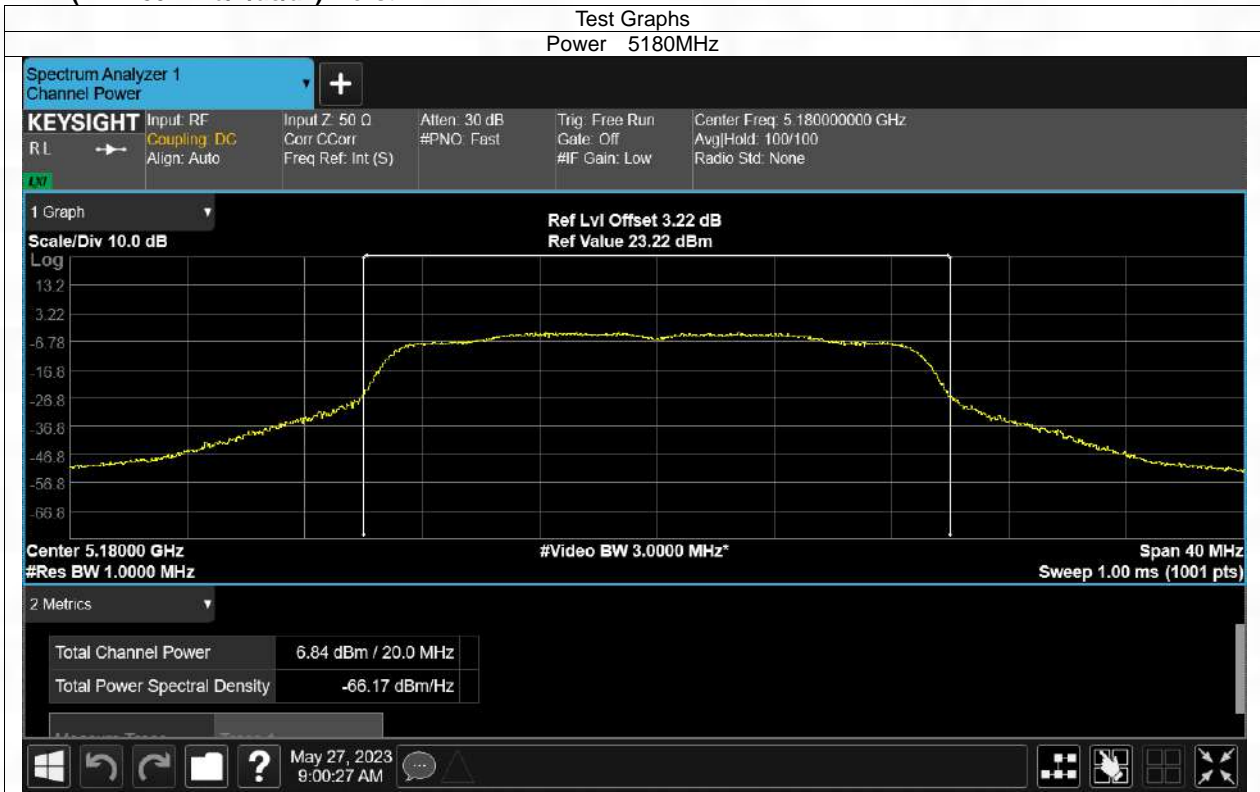 Test Graphs
Power 5180MHz
Spectrum Analyzer 1
Channel Power
KEYSIGHT
RL
LXI
Input: RF
Coupling: DC
Align: Auto
Input Z: 50 Ω
Corr CCorr
Freq Ref: Int (S)
Atten: 30 dB
#PNO: Fast
Trig: Free Run
Gate: Off
#IF Gain: Low
Center Freq: 5.180000000 GHz
Avg|Hold: 100/100
Radio Std: None
1 Graph
Scale/Div 10.0 dB
Ref Lvl Offset 3.22 dB
Ref Value 23.22 dBm
Log
13.2
3.22
-6.78
-16.8
-26.8
-36.8
-46.8
-56.8
-66.8
Center 5.18000 GHz
#Video BW 3.0000 MHz*
Span 40 MHz
#Res BW 1.0000 MHz
Sweep 1.00 ms (1001 pts)
2 Metrics
Total Channel Power 6.84 dBm / 20.0 MHz
Total Power Spectral Density -66.17 dBm/Hz
May 27, 2023
9:00:27 AM